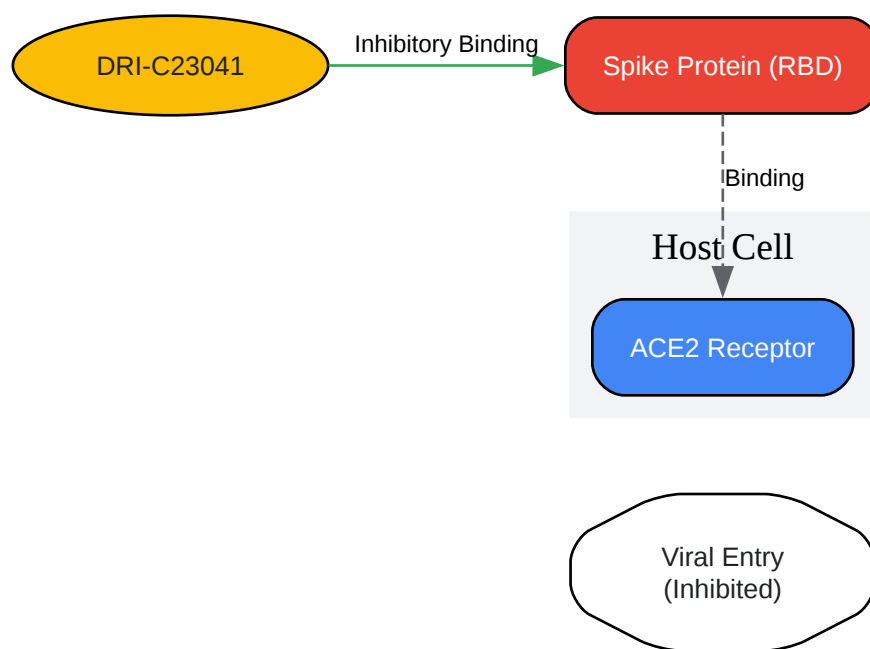 DRI-C23041
Inhibitory Binding
Spike Protein (RBD)
Binding
Host Cell
ACE2 Receptor
Viral Entry
(Inhibited)